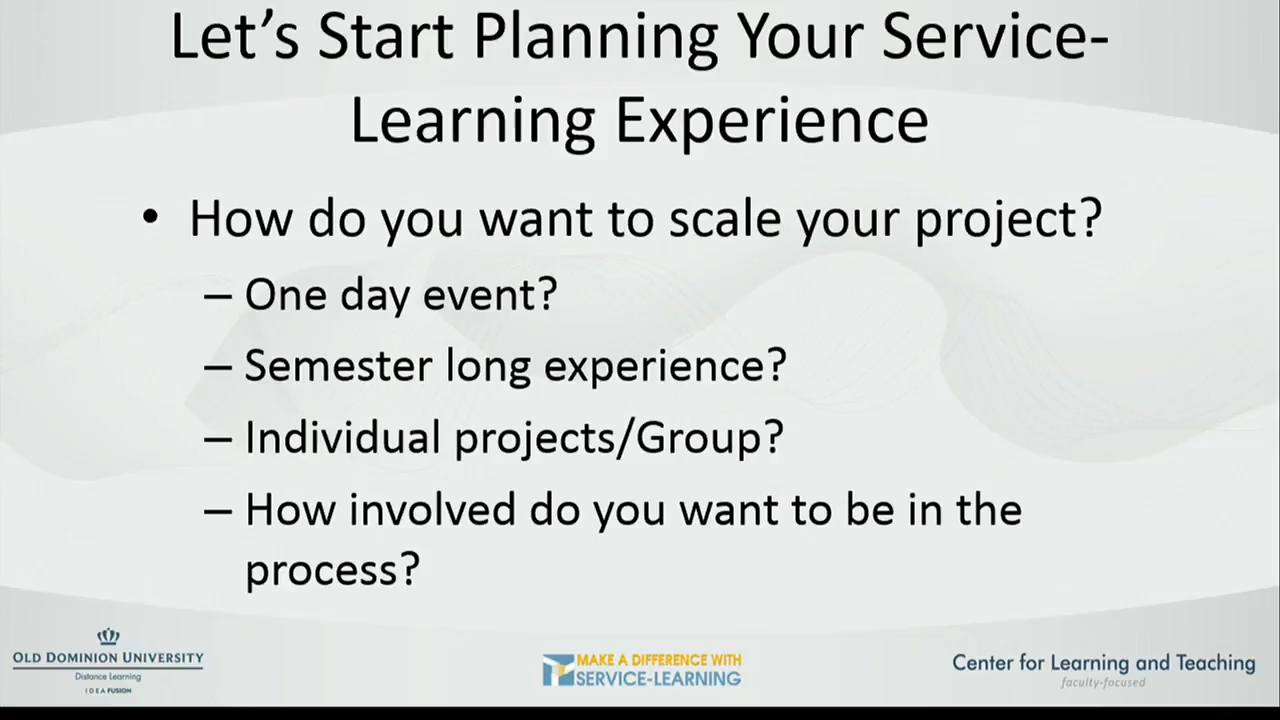 Let’s Start Planning Your Service-
Learning Experience
• How do you want to scale your project?
– One day event?
– Semester long experience?
– Individual projects/Group?
– How involved do you want to be in the
process?
OLD DOMINION UNIVERSITY
Distance Learning
IDEA FUSION
MAKE A DIFFERENCE WITH
SERVICE-LEARNING
Center for Learning and Teaching
faculty-focused